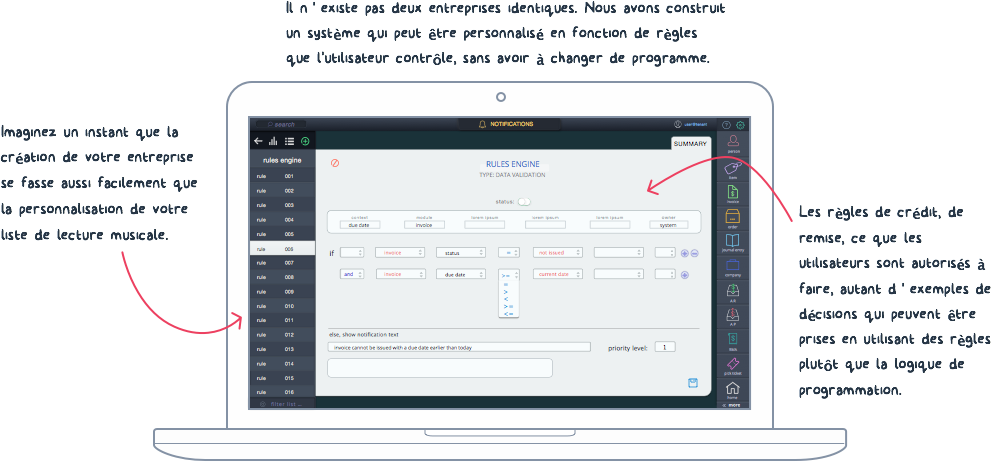 Il n ' existe pas deux entreprises identiques. Nous avons construit
un système qui peut être personnalisé en fonction de règles
que l'utilisateur contrôle, sans avoir à changer de programme.
Imaginez un instant que la
création de votre entreprise
se fasse aussi facilement que
la personnalisation de votre
liste de lecture musicale.
search
NOTIFICATIONS
rules engine
rule 001
rule 002
rule 003
rule 004
rule 005
rule 006
rule 007
rule 008
rule 009
rule 010
rule 011
rule 012
rule 013
rule 014
rule 015
rule 016
filter list ...
SUMMARY
RULES ENGINE
TYPE: DATA VALIDATION
status:
context module lorem ipsum lorem ipsum lorem ipsum owner
due date invoice system
if invoice status = not issued
and invoice due date >= current date
=
>
<
>=
<=
else, show notification text
invoice cannot be issued with a due date earlier than today
priority level: 1
person
item
invoice
order
journal entry
company
A/R
A/P
data
processes
home
« more
Les règles de crédit, de
remise, ce que les
utilisateurs sont autorisés à
faire, autant d ' exemples de
décisions qui peuvent être
prises en utilisant des règles
plutôt que la logique de
programmation.